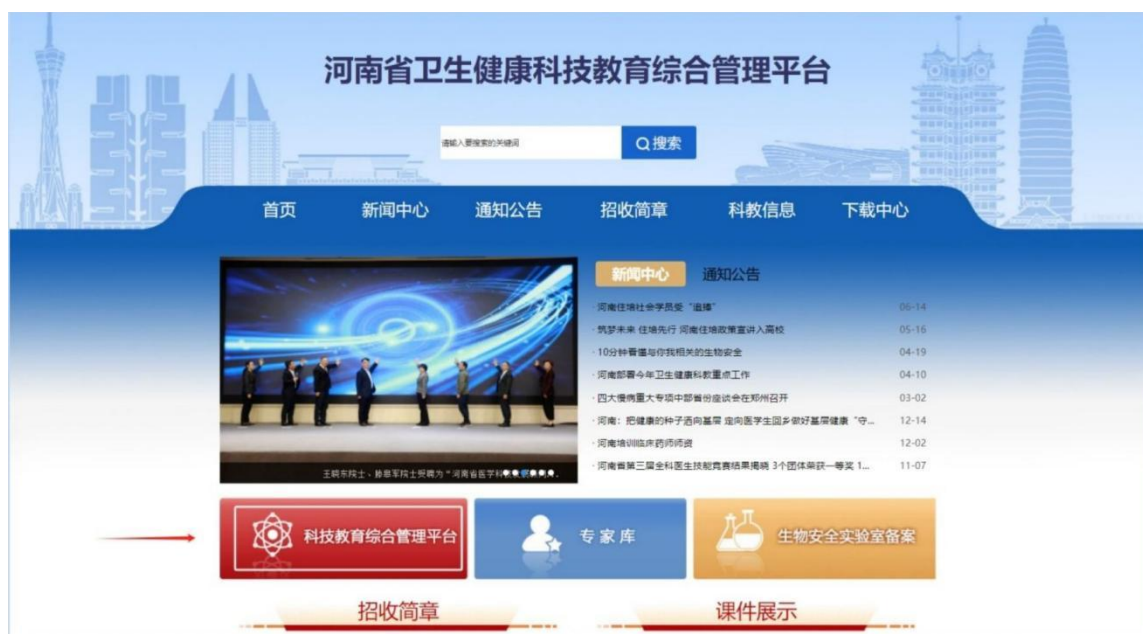 河南省卫生健康科技教育综合管理平台
请输入要搜索的关键词
搜索
首页 新闻中心 通知公告 招收简章 科教信息 下载中心
新闻中心 通知公告
· 河南住培社会学员受“追捧” 06-14
· 筑梦未来 住培先行 河南住培政策宣讲入高校 05-16
· 10分钟看懂与你我相关的生物安全 04-19
· 河南部署今年卫生健康科教重点工作 04-10
· 四大慢病重大专项中部省份座谈会在郑州召开 03-02
· 河南：把健康的种子洒向基层 定向医学生回乡做好基层健康“守... 12-14
· 河南培训临床药师师资 12-02
· 河南省第三届全科医生技能竞赛结果揭晓 3个团体荣获一等奖 1... 11-07
王晓东院士、滕皋军院士受聘为“河南省医学科
科技教育综合管理平台
专家库
生物安全实验室备案
招收简章
课件展示